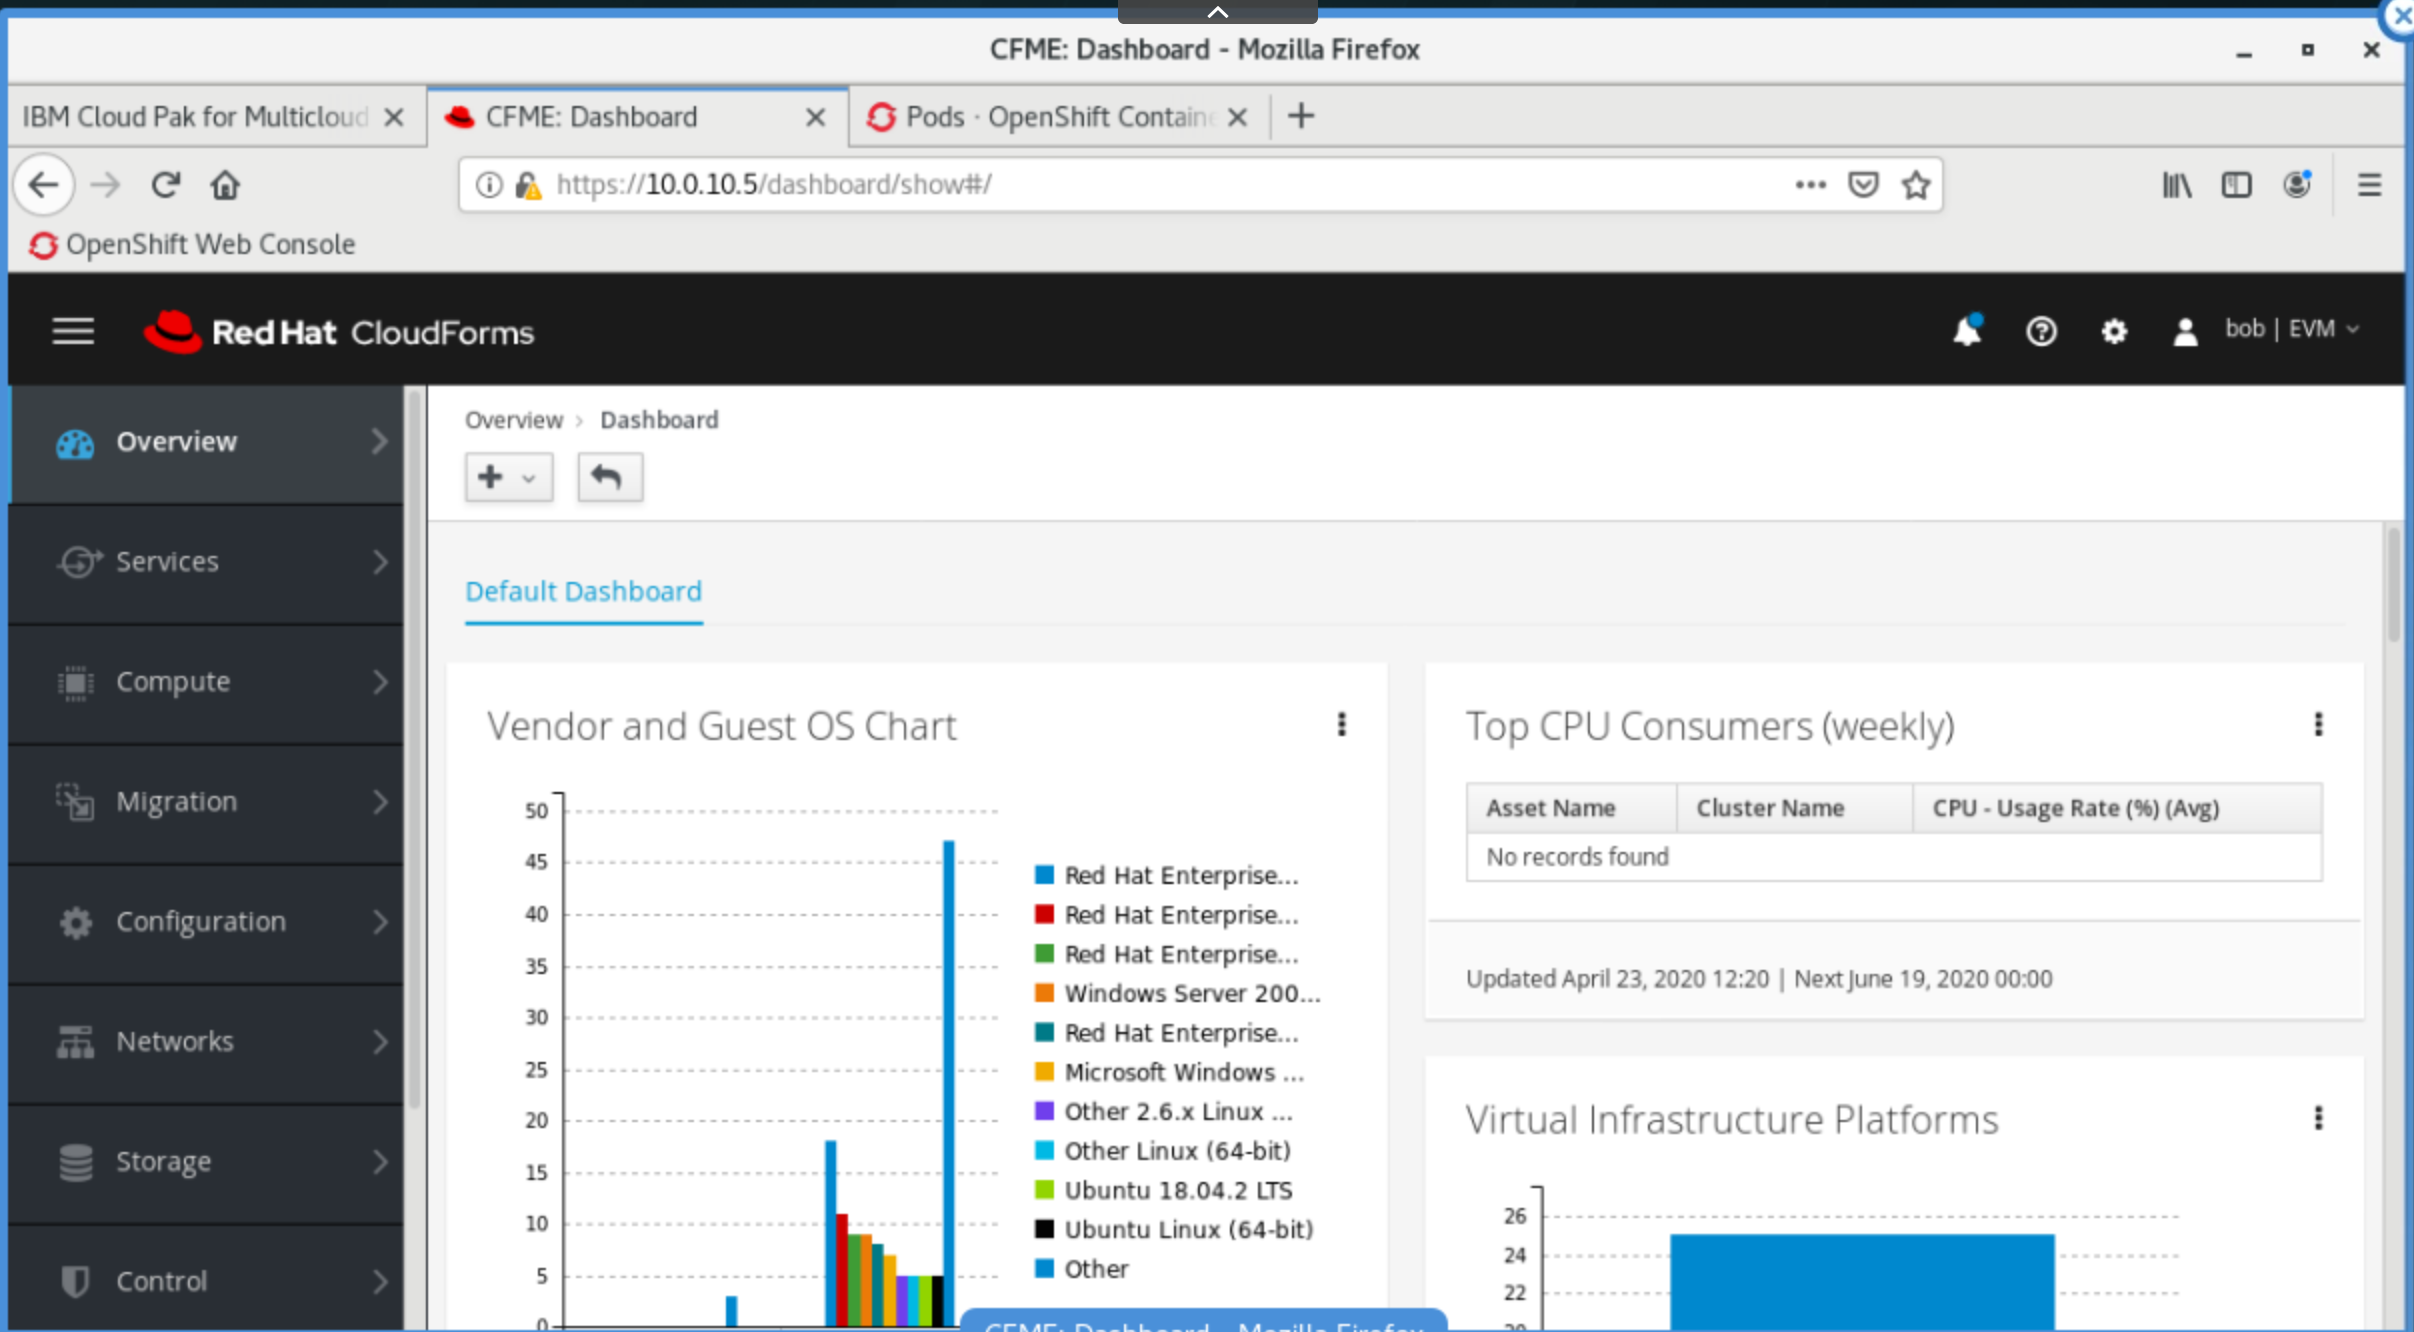 CFME: Dashboard - Mozilla Firefox
IBM Cloud Pak for Multicloud
CFME: Dashboard
Pods · OpenShift Containe
https://10.0.10.5/dashboard/show#/
OpenShift Web Console
Red Hat CloudForms
bob | EVM
Overview
Services
Compute
Migration
Configuration
Networks
Storage
Control
Overview > Dashboard
Default Dashboard
Vendor and Guest OS Chart
50
45
40
35
30
25
20
15
10
5
0
Red Hat Enterprise...
Red Hat Enterprise...
Red Hat Enterprise...
Windows Server 200...
Red Hat Enterprise...
Microsoft Windows ...
Other 2.6.x Linux ...
Other Linux (64-bit)
Ubuntu 18.04.2 LTS
Ubuntu Linux (64-bit)
Other
Top CPU Consumers (weekly)
Asset Name Cluster Name CPU - Usage Rate (%) (Avg)
No records found
Updated April 23, 2020 12:20 | Next June 19, 2020 00:00
Virtual Infrastructure Platforms
26
24
22
20
CFME: Dashboard - Mozilla Firefox